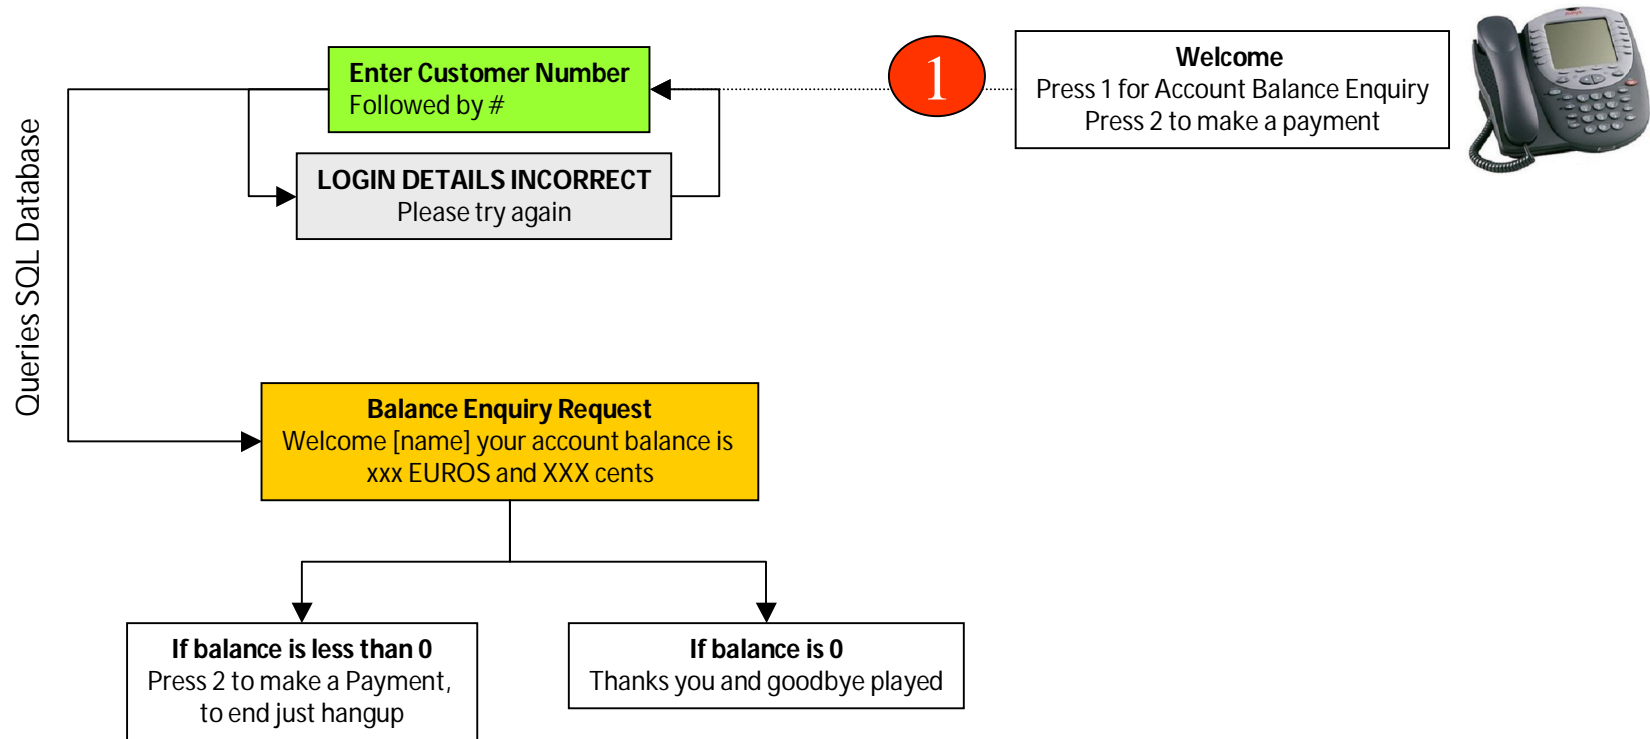 Welcome
Press 1 for Account Balance Enquiry
Press 2 to make a payment
1
Enter Customer Number
Followed by #
LOGIN DETAILS INCORRECT
Please try again
Queries SQL Database
Balance Enquiry Request
Welcome [name] your account balance is
xxx EUROS and XXX cents
If balance is less than 0
Press 2 to make a Payment,
to end just hangup
If balance is 0
Thanks you and goodbye played